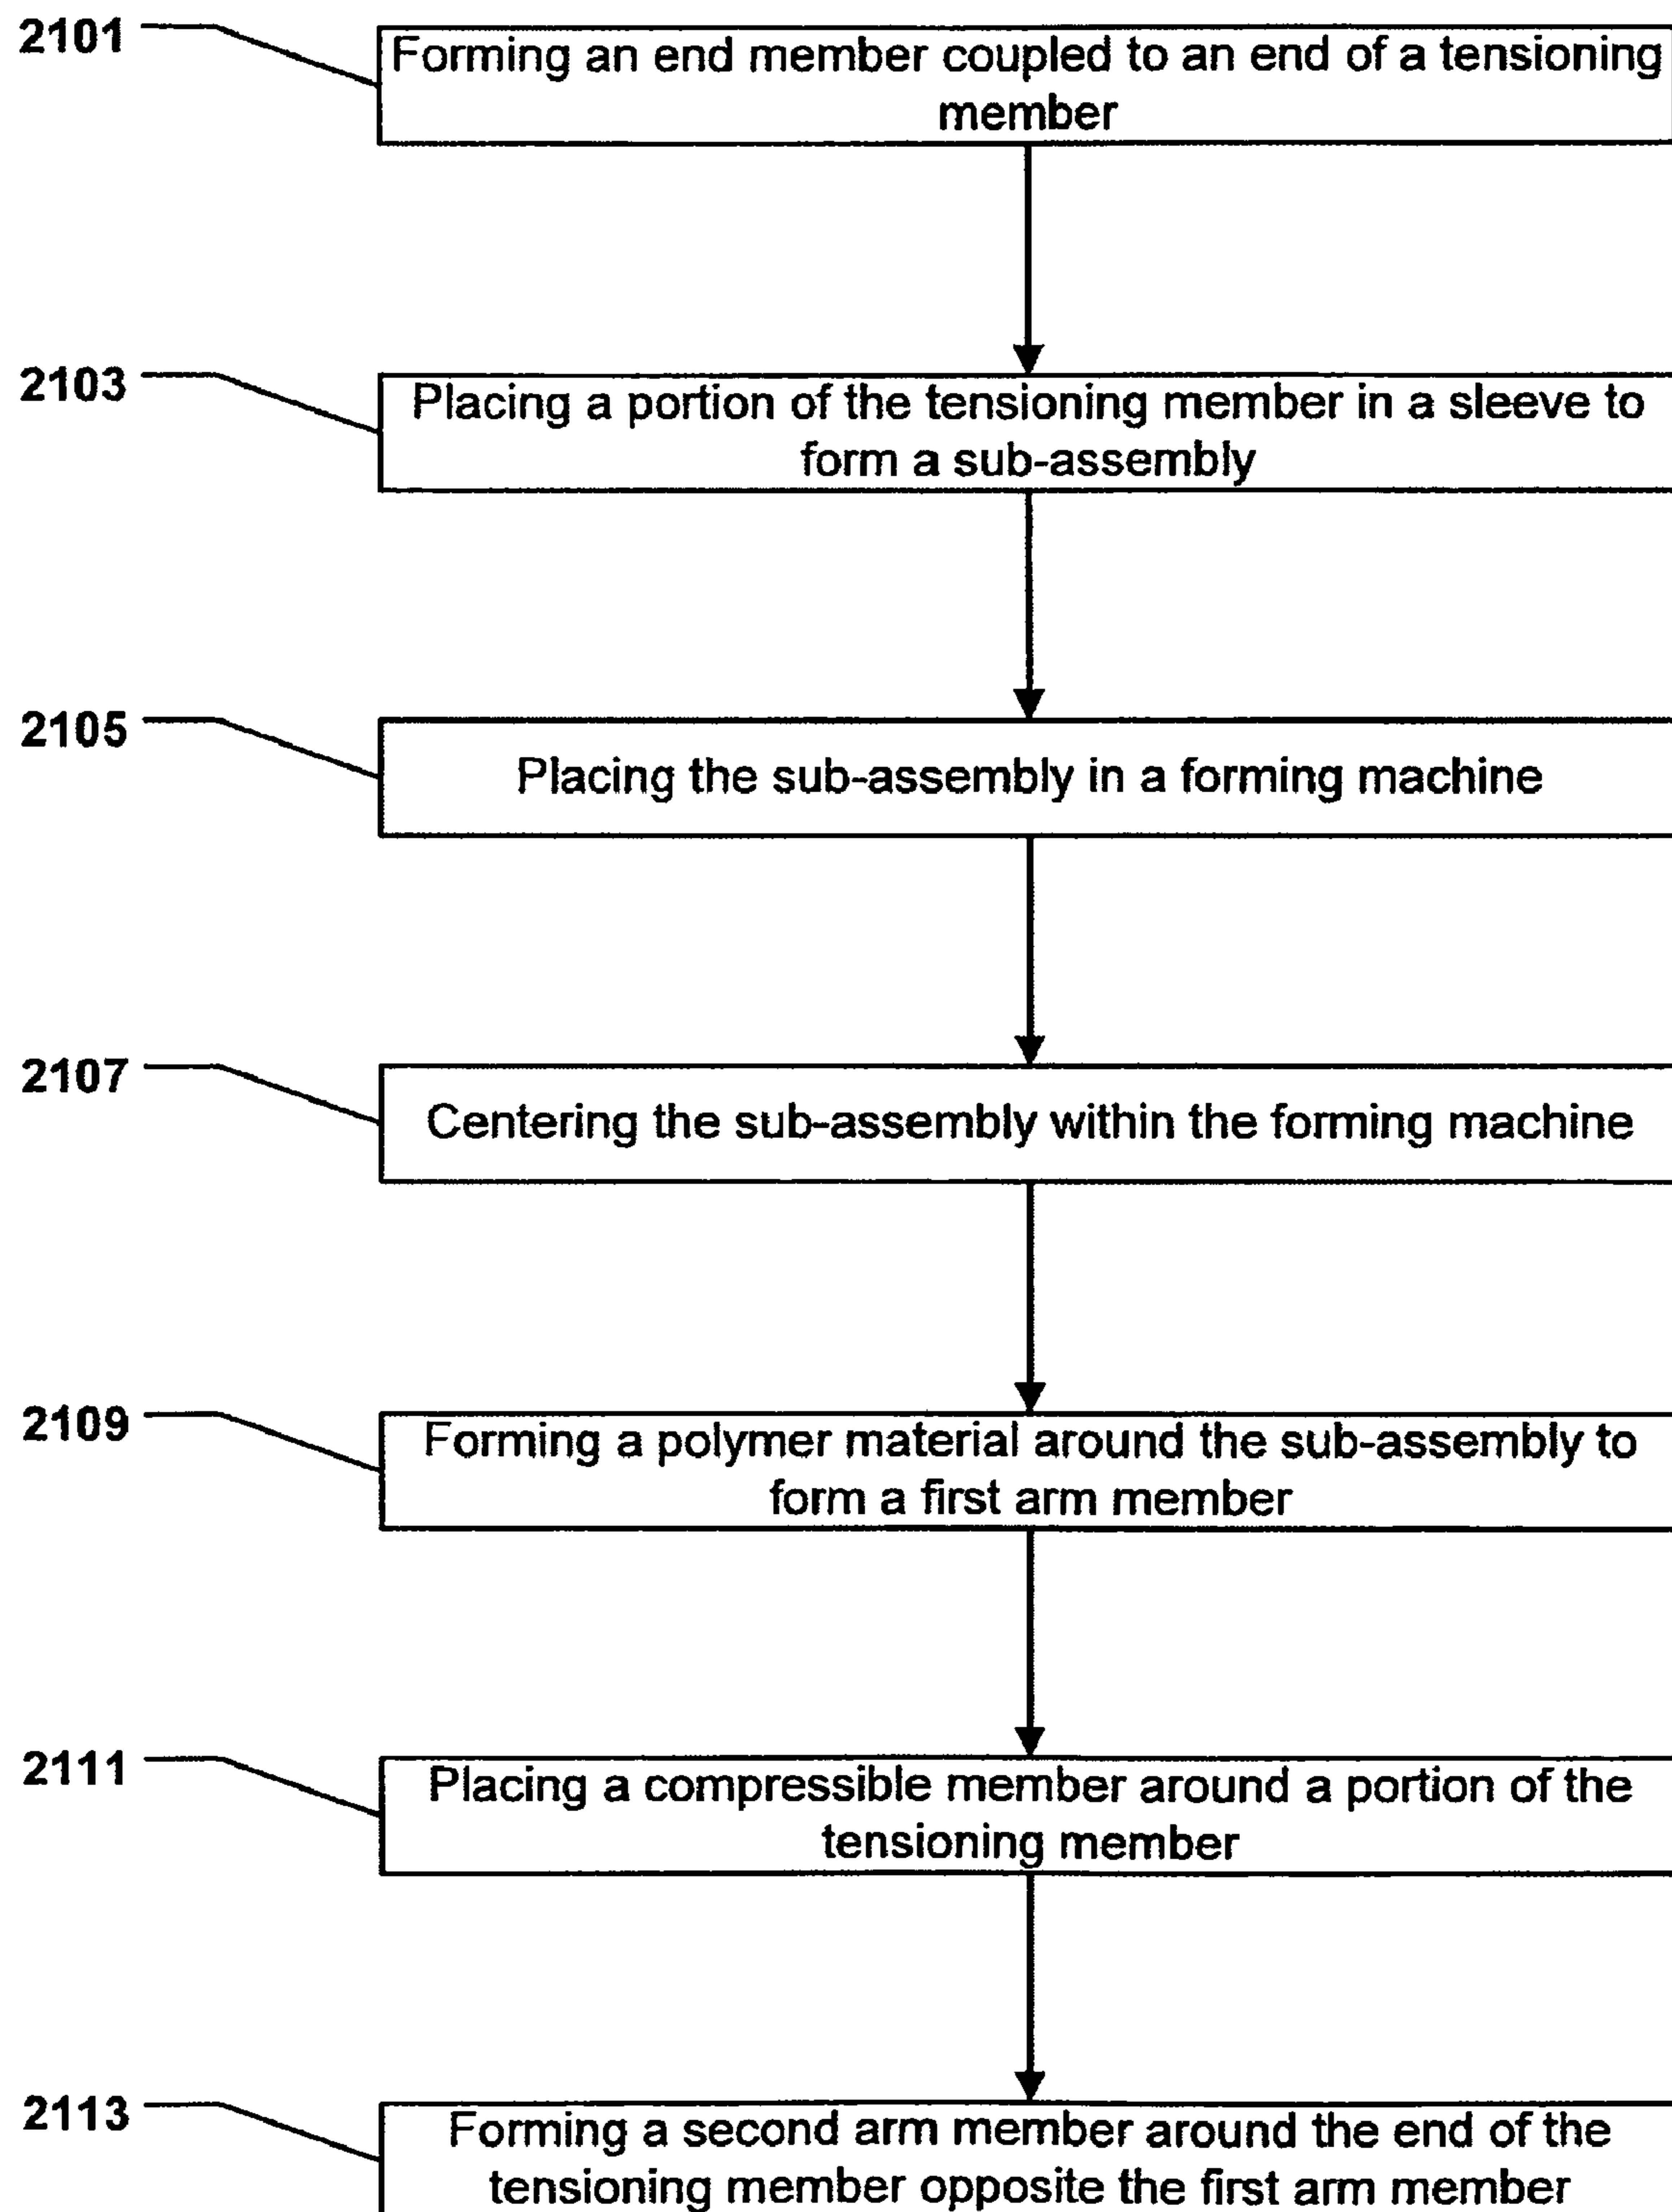 2101
Forming an end member coupled to an end of a tensioning
member
2103
Placing a portion of the tensioning member in a sleeve to
form a sub-assembly
2105
Placing the sub-assembly in a forming machine
2107
Centering the sub-assembly within the forming machine
2109
Forming a polymer material around the sub-assembly to
form a first arm member
2111
Placing a compressible member around a portion of the
tensioning member
2113
Forming a second arm member around the end of the
tensioning member opposite the first arm member